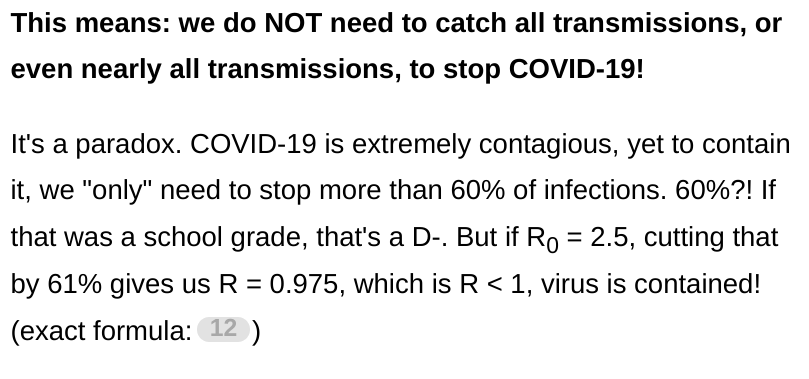 This means: we do NOT need to catch all transmissions, or
even nearly all transmissions, to stop COVID-19!
It's a paradox. COVID-19 is extremely contagious, yet to contain
it, we "only" need to stop more than 60% of infections. 60%?! If
that was a school grade, that's a D-. But if R₀ = 2.5, cutting that
by 61% gives us R = 0.975, which is R < 1, virus is contained!
(exact formula: 12 )